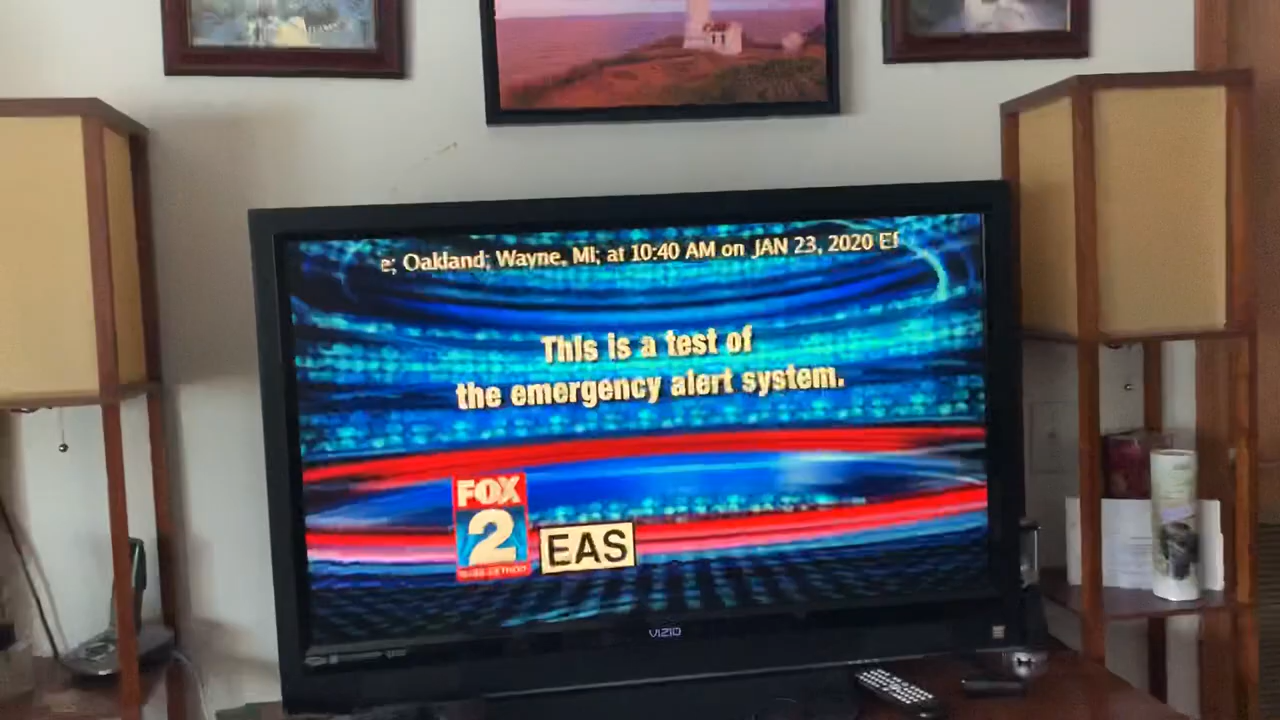 e; Oakland; Wayne, MI; at 10:40 AM on JAN 23, 2020 Ef
This is a test of
the emergency alert system.
FOX
2
EAS
VIZIO